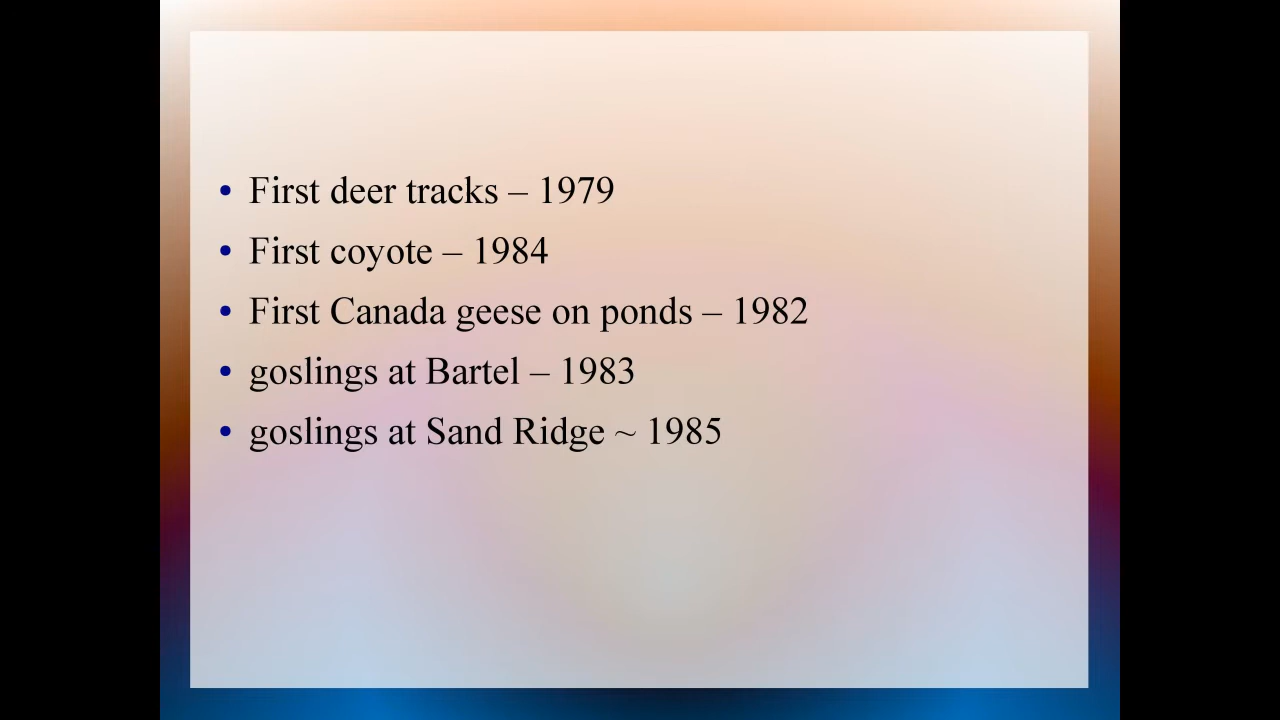 • First deer tracks – 1979
• First coyote – 1984
• First Canada geese on ponds – 1982
• goslings at Bartel – 1983
• goslings at Sand Ridge ~ 1985